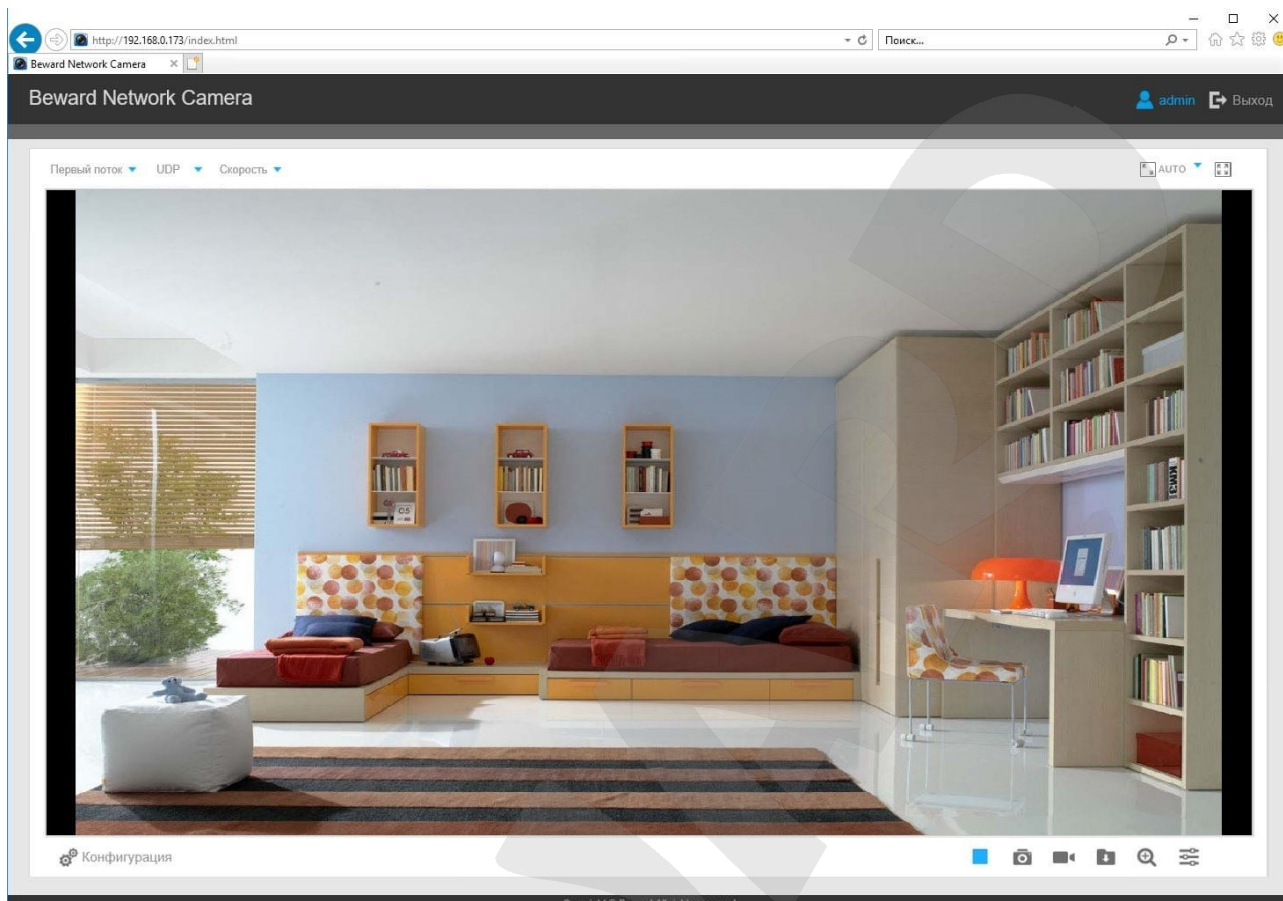 http://192.168.0.173/index.html
Поиск...
Beward Network Camera
Beward Network Camera
admin Выход
Первый поток UDP Скорость AUTO
05
Конфигурация